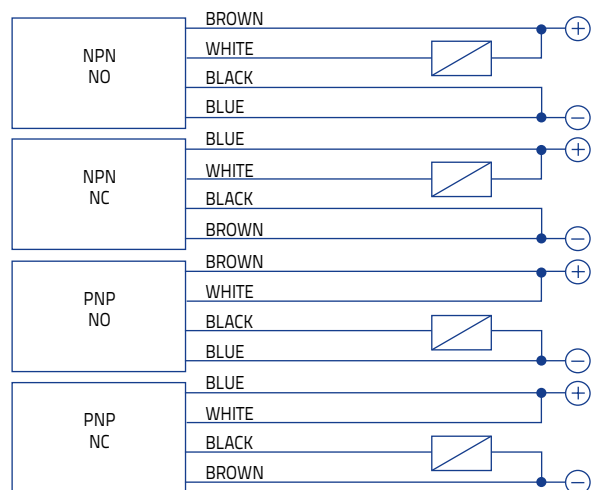 BROWN
NPN
NO
WHITE
BLACK
BLUE
+
−
BLUE
NPN
NC
WHITE
BLACK
BROWN
+
−
BROWN
PNP
NO
WHITE
BLACK
BLUE
+
−
BLUE
PNP
NC
WHITE
BLACK
BROWN
+
−